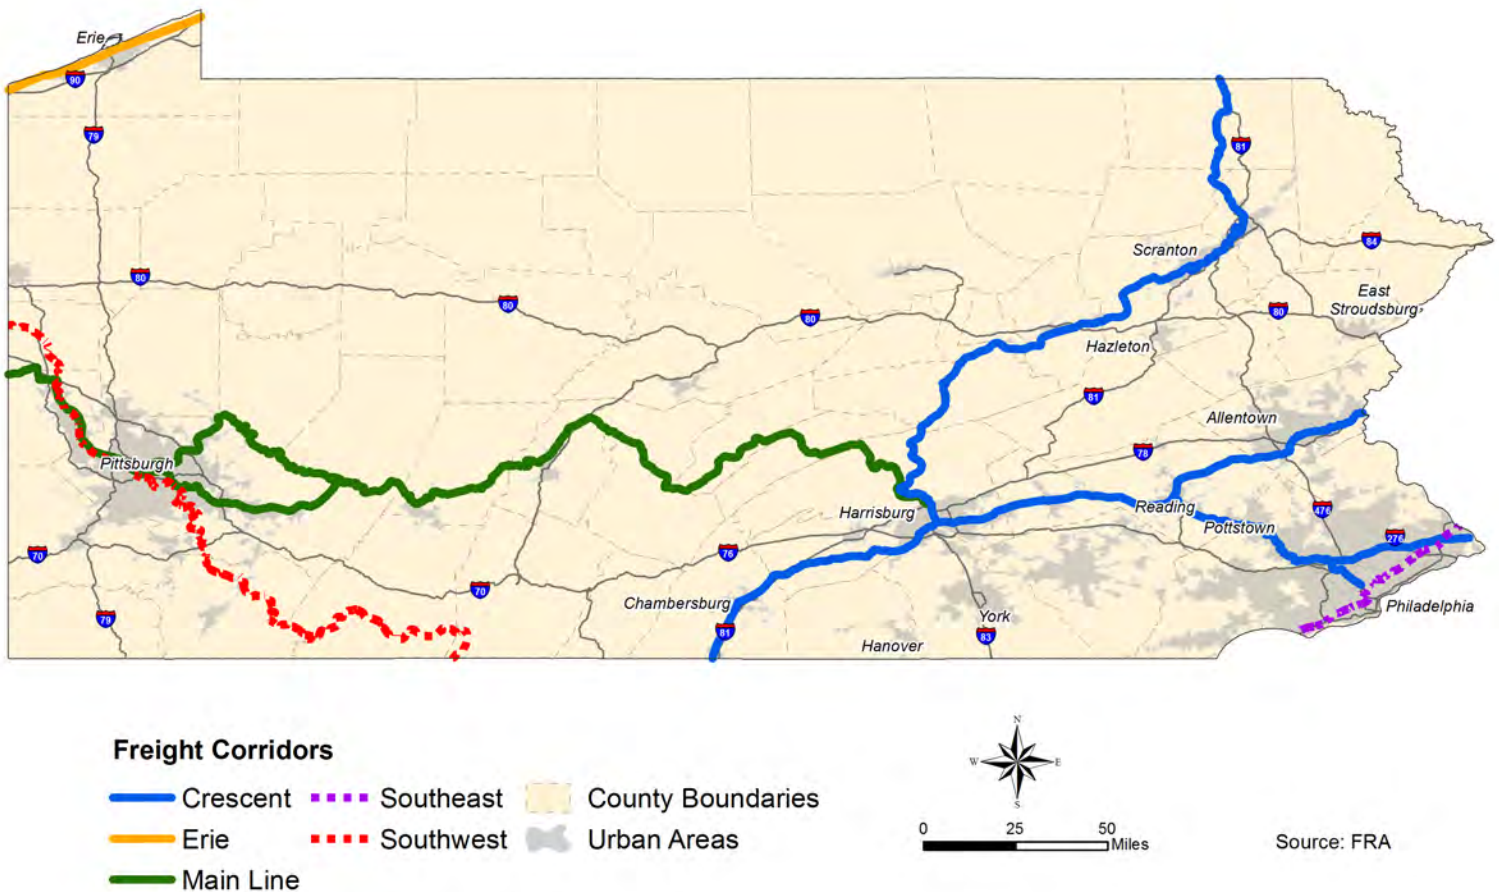 Erie
90
79
81
Scranton
84
80
East
Stroudsburg
80
80
80
Hazleton
81
Allentown
78
Pittsburgh
Harrisburg
Reading
476
Pottstown
276
70
76
70
Chambersburg
Philadelphia
79
81
York
83
Hanover
Freight Corridors
Crescent
Southeast
County Boundaries
Erie
Southwest
Urban Areas
Main Line
N
W
E
S
0
25
50
Miles
Source: FRA